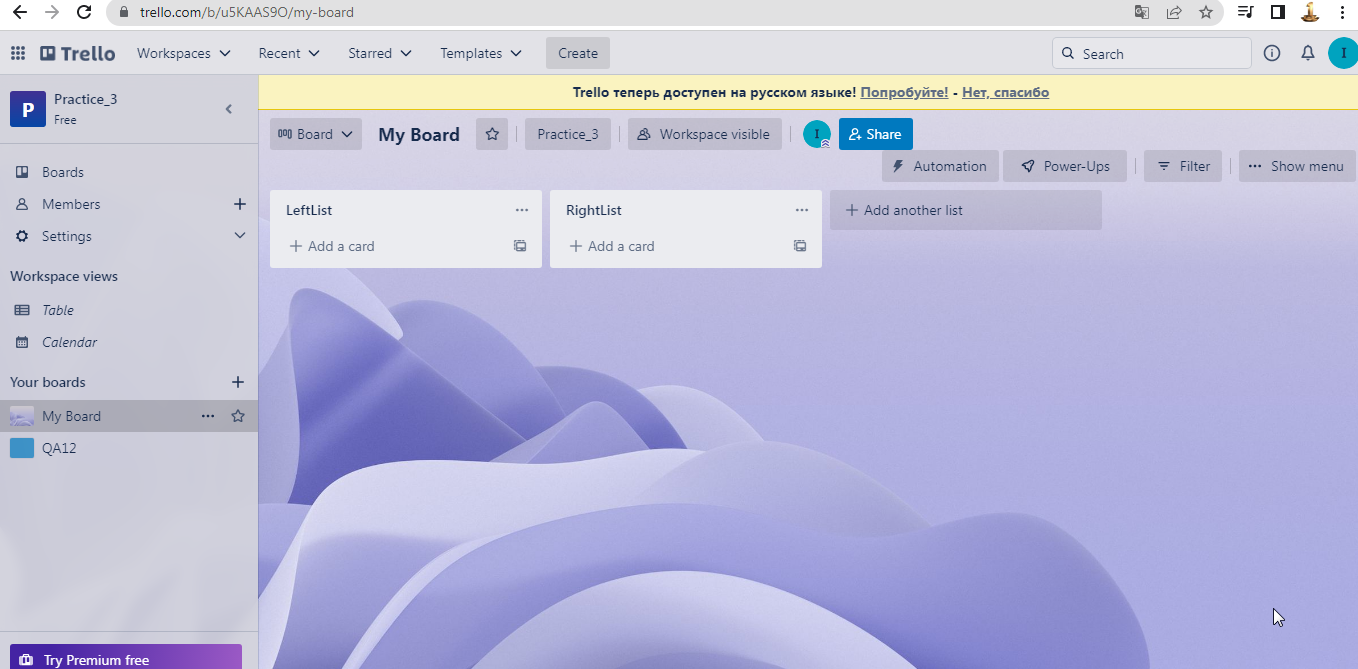 trello.com/b/u5KAAS9O/my-board
Trello Workspaces Recent Starred Templates Create Search I
P Practice_3
Free
Trello теперь доступен на русском языке! Попробуйте! - Нет, спасибо
Board My Board Practice_3 Workspace visible I Share
Automation Power-Ups Filter Show menu
Boards
Members
Settings
Workspace views
Table
Calendar
Your boards
My Board
QA12
Try Premium free
LeftList
Add a card
RightList
Add a card
Add another list